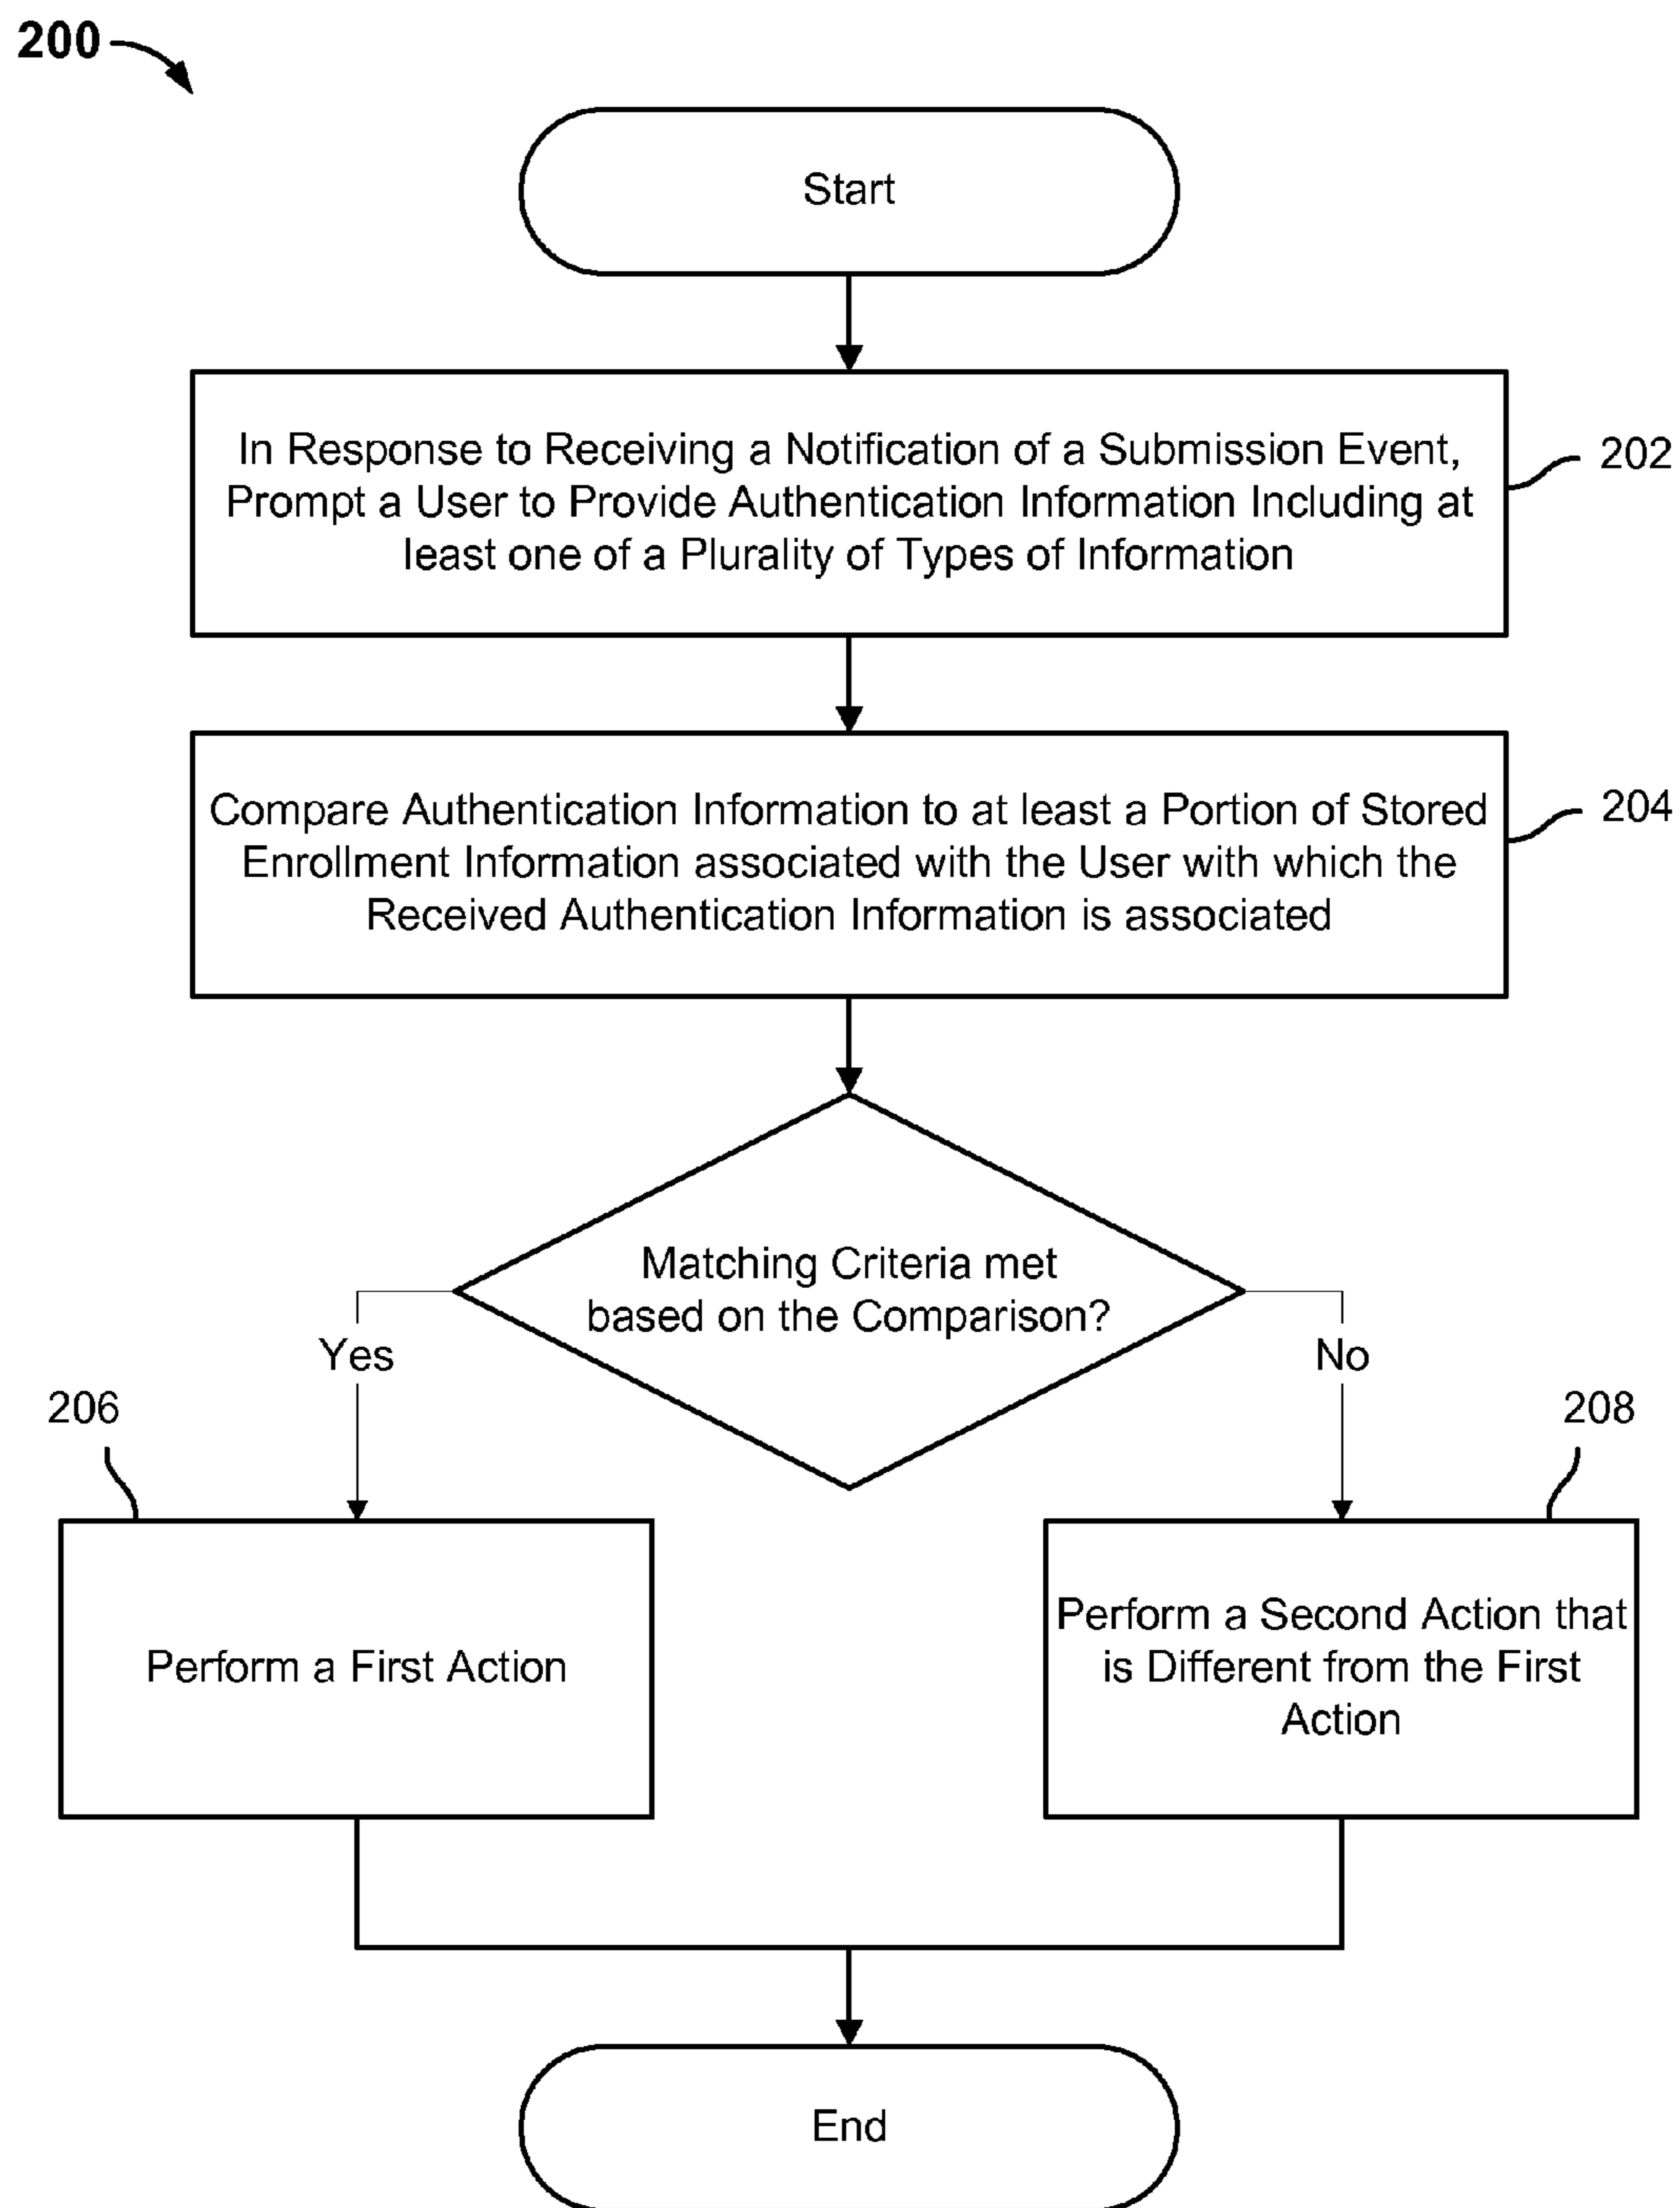 200
Start
In Response to Receiving a Notification of a Submission Event,
Prompt a User to Provide Authentication Information Including at
least one of a Plurality of Types of Information
202
Compare Authentication Information to at least a Portion of Stored
Enrollment Information associated with the User with which the
Received Authentication Information is associated
204
Matching Criteria met
based on the Comparison?
Yes
No
206
208
Perform a First Action
Perform a Second Action that
is Different from the First
Action
End